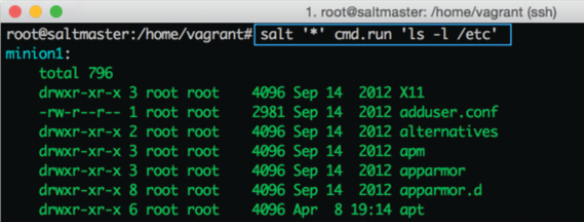 1. root@saltmaster: /home/vagrant (ssh)
root@saltmaster:/home/vagrant# salt '*' cmd.run 'ls -l /etc'
minion1:
total 796
drwxr-xr-x 3 root root 4096 Sep 14 2012 X11
-rw-r--r-- 1 root root 2981 Sep 14 2012 adduser.conf
drwxr-xr-x 2 root root 4096 Sep 14 2012 alternatives
drwxr-xr-x 3 root root 4096 Sep 14 2012 apm
drwxr-xr-x 3 root root 4096 Sep 14 2012 apparmor
drwxr-xr-x 8 root root 4096 Sep 14 2012 apparmor.d
drwxr-xr-x 6 root root 4096 Apr 8 19:14 apt